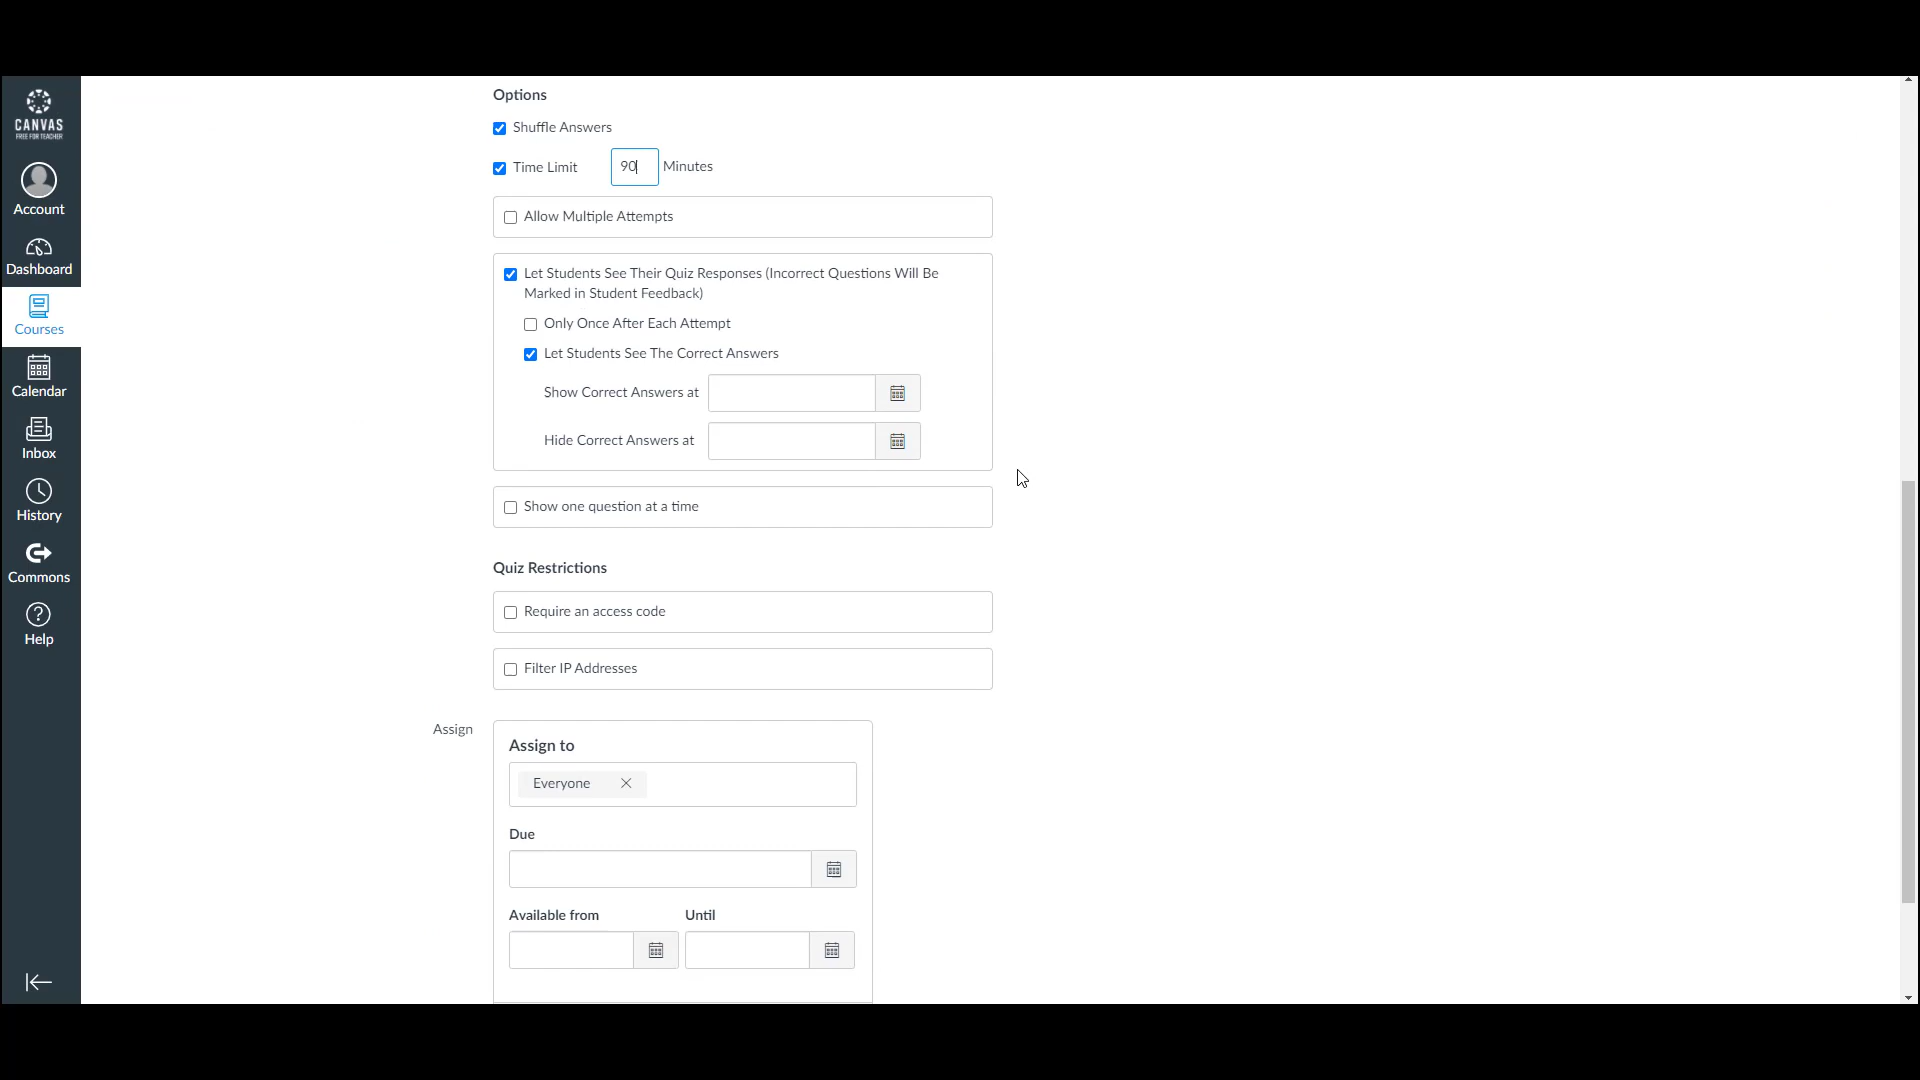 CANVAS
FREE FOR TEACHER
Account
Dashboard
Courses
Calendar
Inbox
History
Commons
Help
Options
Shuffle Answers
Time Limit 90 Minutes
Allow Multiple Attempts
Let Students See Their Quiz Responses (Incorrect Questions Will Be
Marked in Student Feedback)
Only Once After Each Attempt
Let Students See The Correct Answers
Show Correct Answers at
Hide Correct Answers at
Show one question at a time
Quiz Restrictions
Require an access code
Filter IP Addresses
Assign
Assign to
Everyone
Due
Available from Until